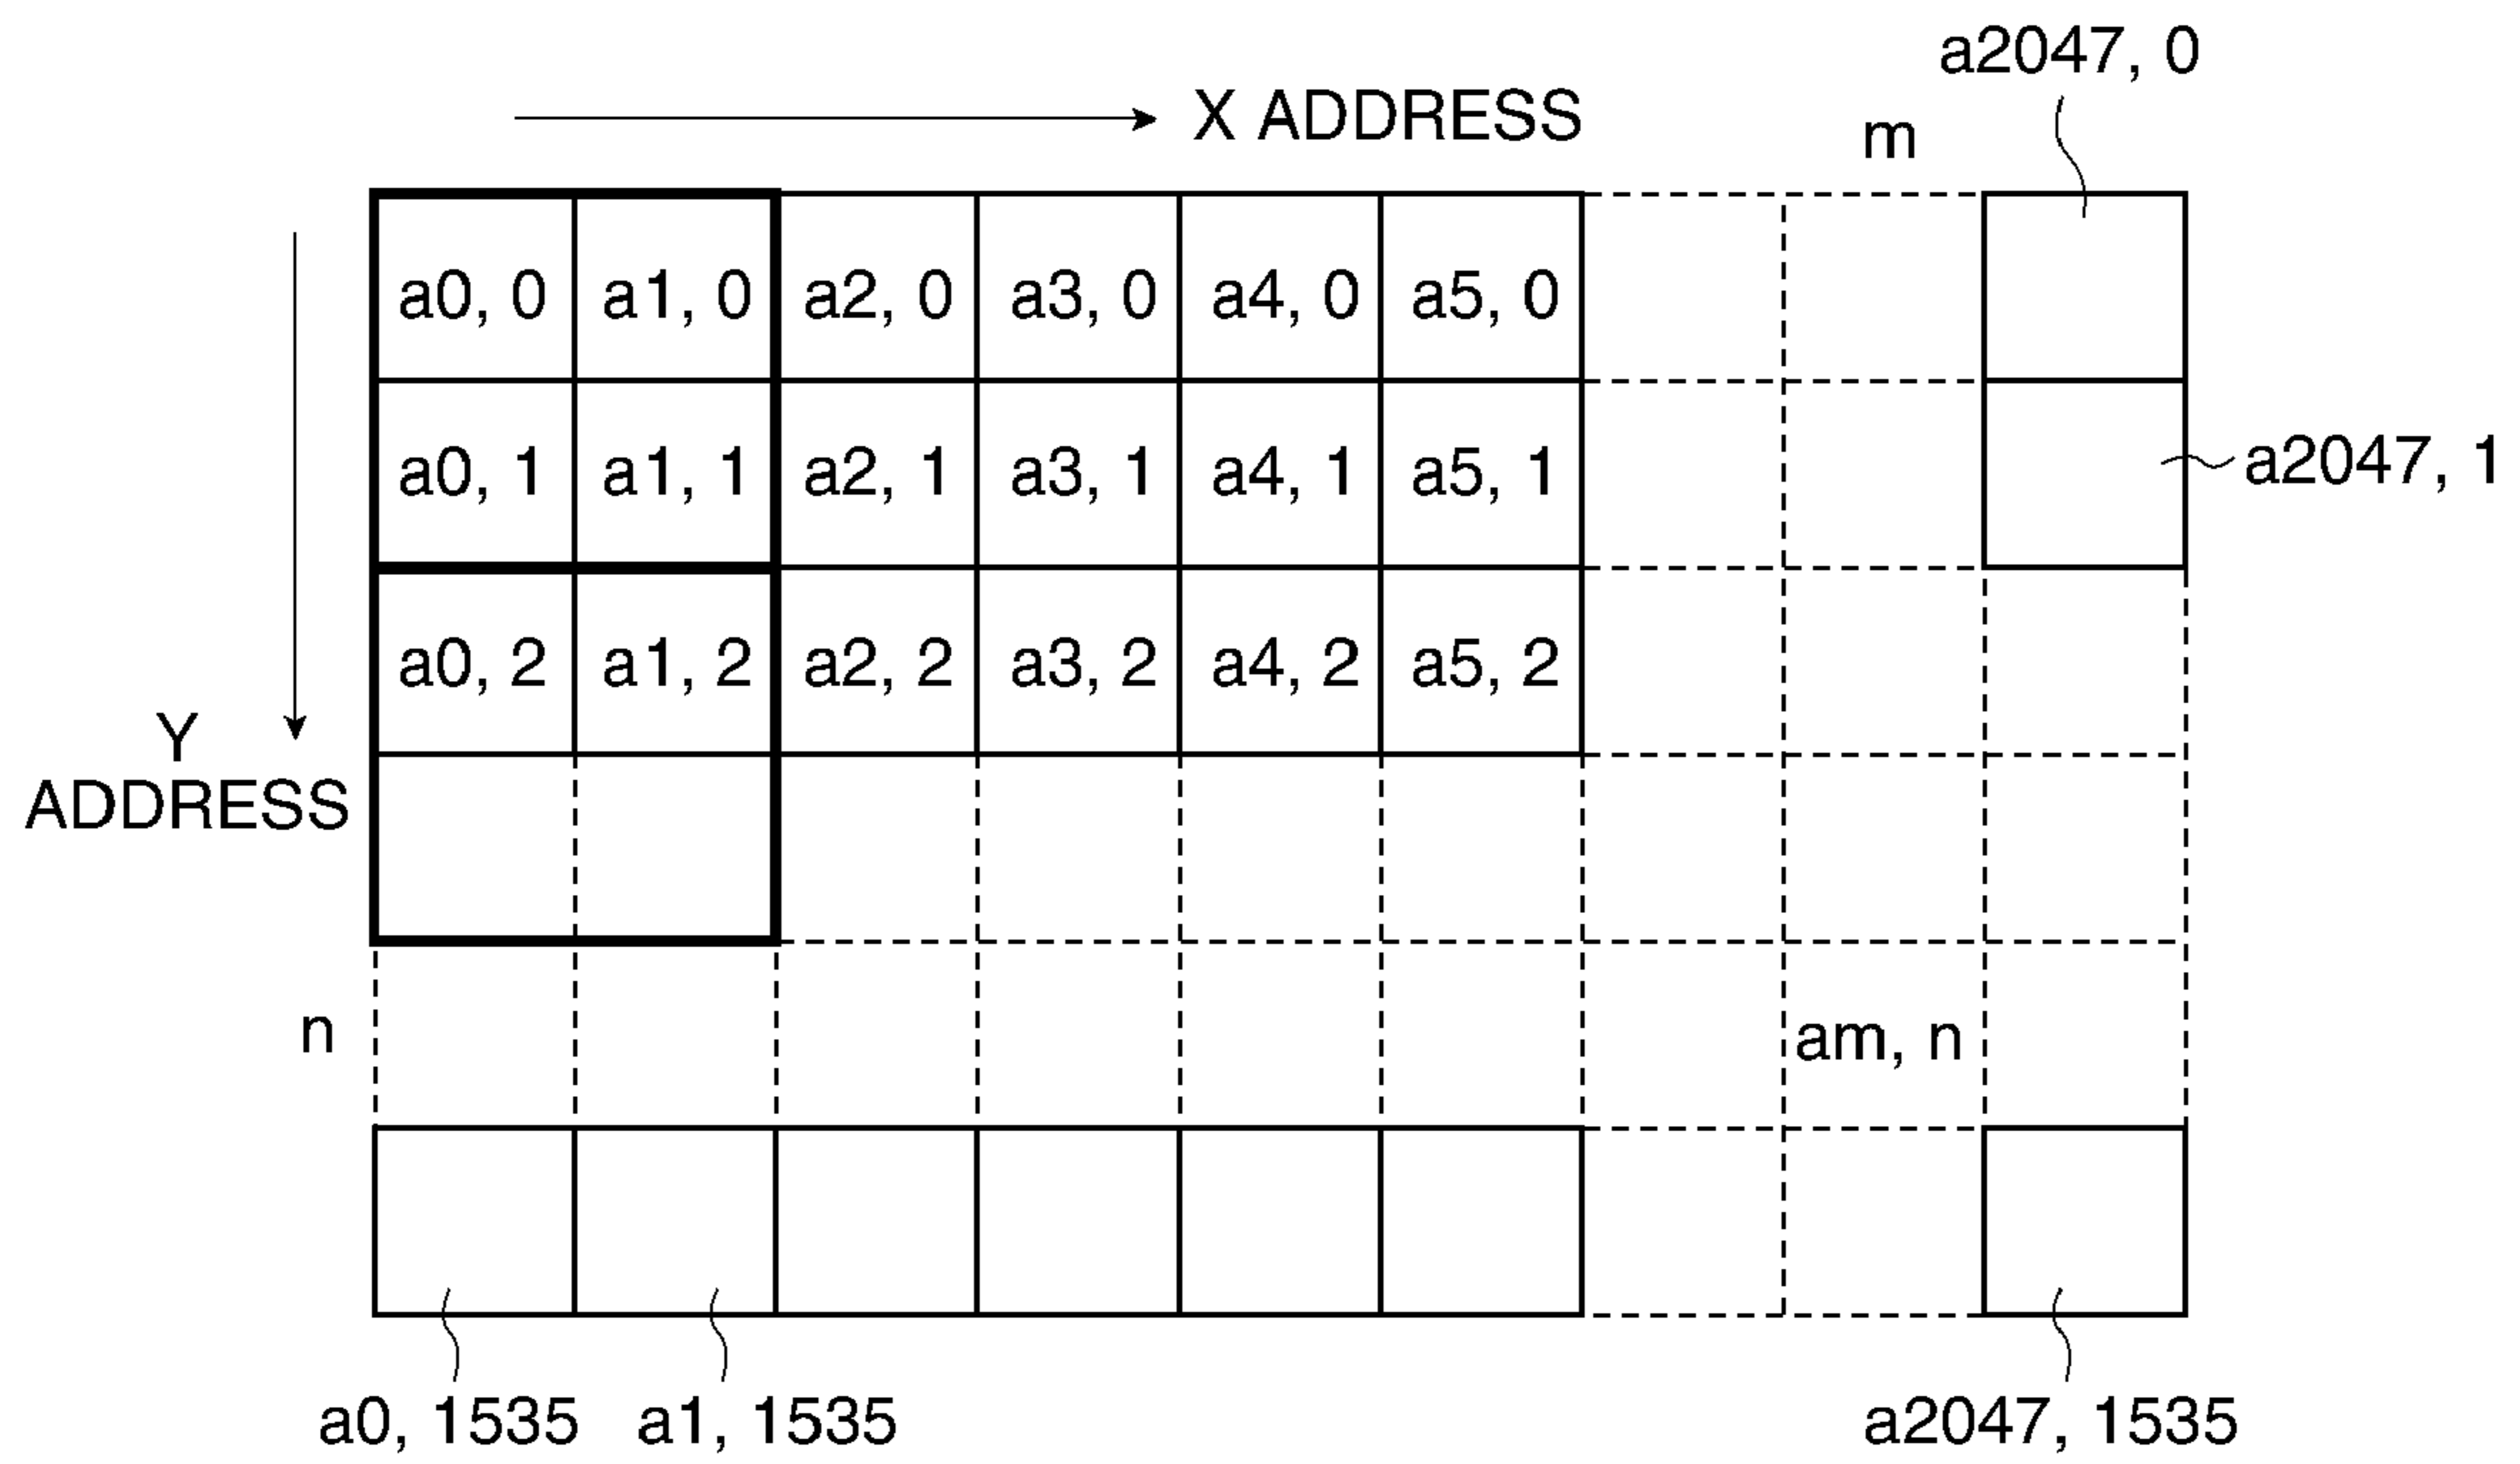 a2047, 0
X ADDRESS
m
a0, 0 a1, 0 a2, 0 a3, 0 a4, 0 a5, 0
a0, 1 a1, 1 a2, 1 a3, 1 a4, 1 a5, 1
a2047, 1
a0, 2 a1, 2 a2, 2 a3, 2 a4, 2 a5, 2
Y
ADDRESS
n
am, n
a0, 1535 a1, 1535 a2047, 1535